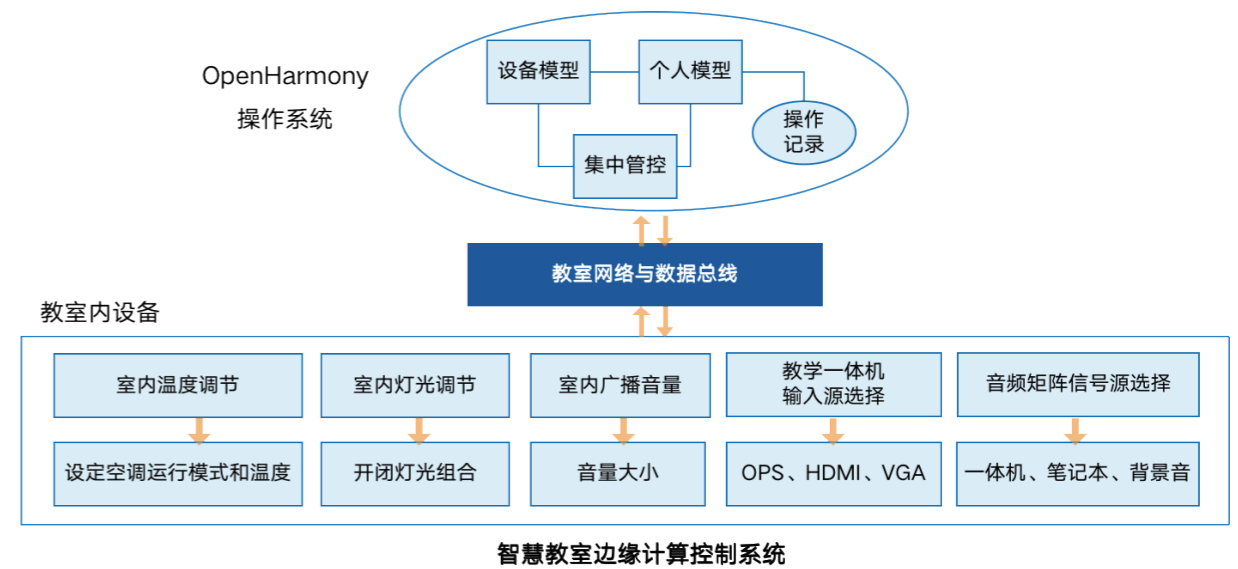 OpenHarmony
操作系统
设备模型
个人模型
操作
记录
集中管控
教室网络与数据总线
教室内设备
室内温度调节
室内灯光调节
室内广播音量
教学一体机
输入源选择
音频矩阵信号源选择
设定空调运行模式和温度
开闭灯光组合
音量大小
OPS、HDMI、VGA
一体机、笔记本、背景音
智慧教室边缘计算控制系统